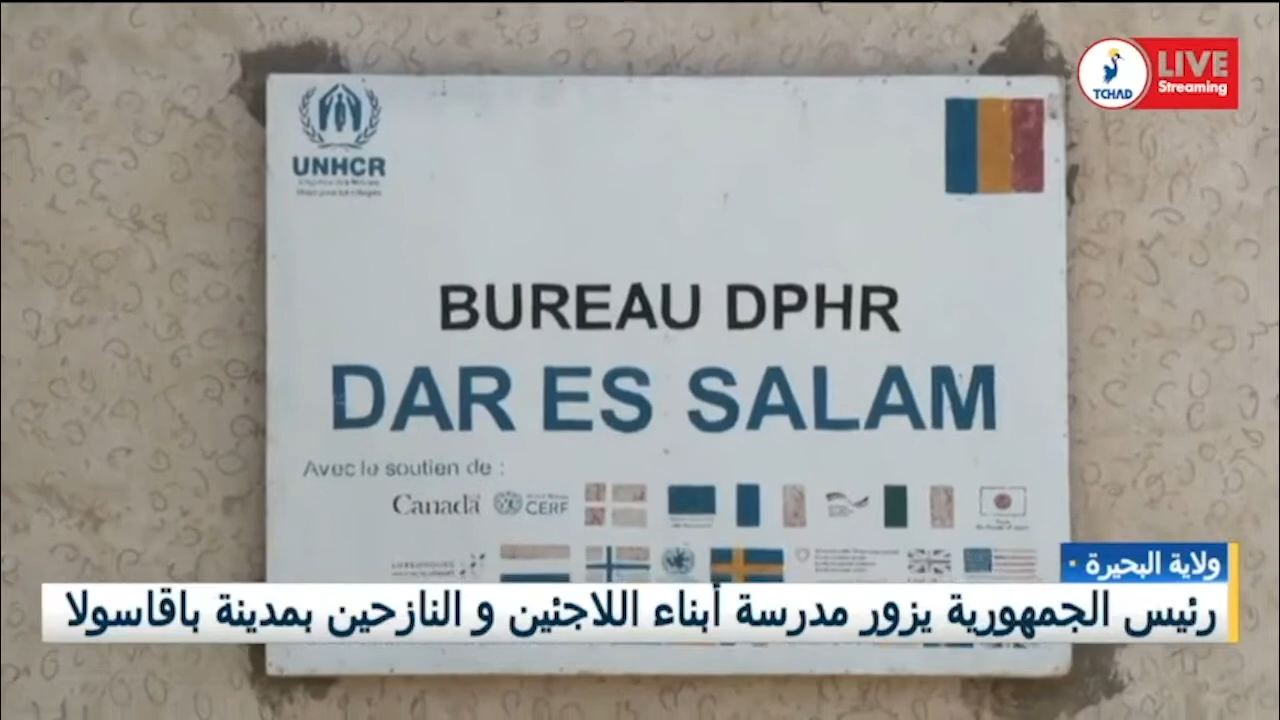 TCHAD
LIVE
Streaming
UNHCR
BUREAU DPHR
DAR ES SALAM
Avec le soutien de :
Canada
CERF
ولاية البحيرة
رئيس الجمهورية يزور مدرسة أبناء اللاجئين و النازحين بمدينة باقاسولا